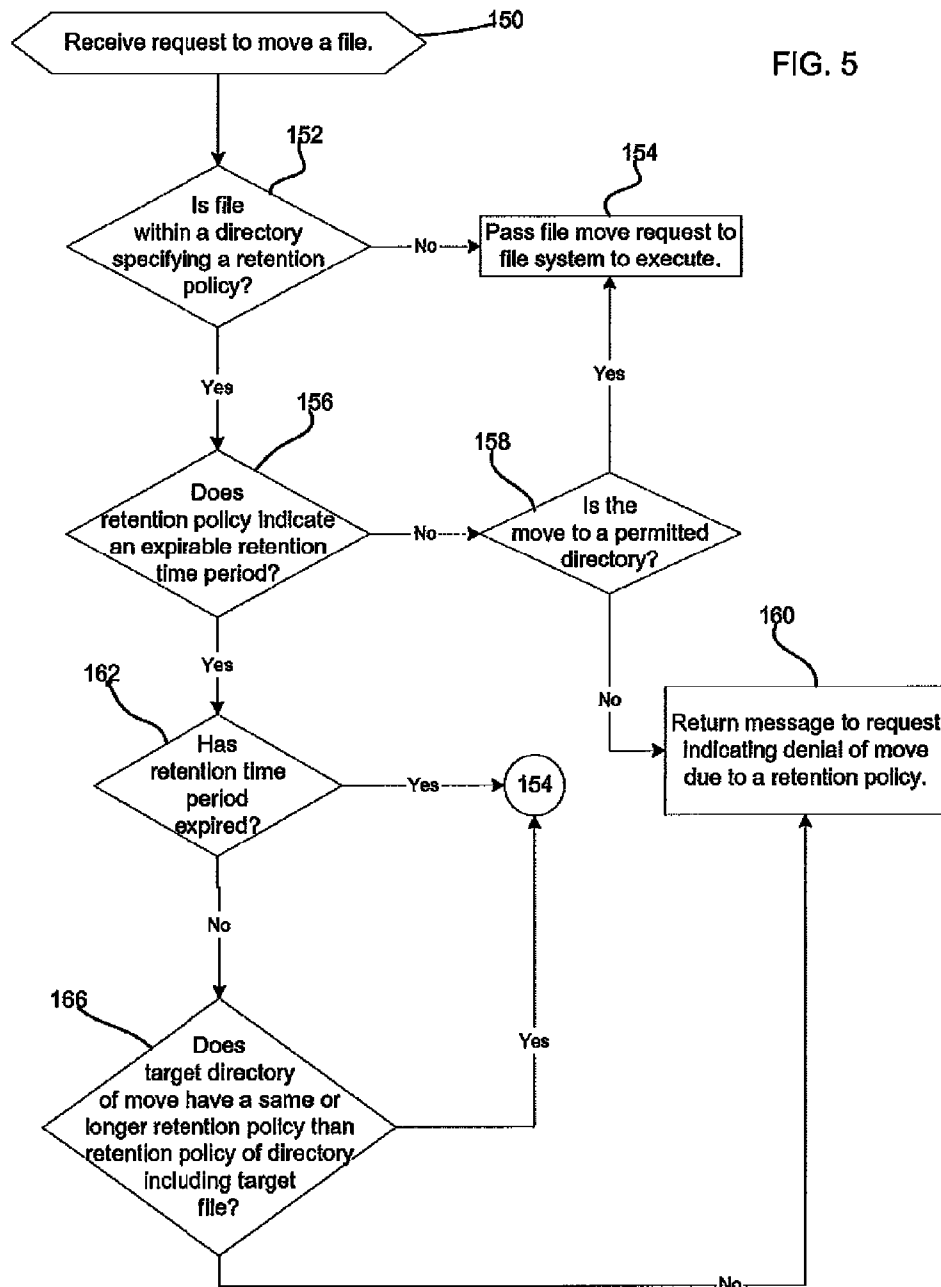 150
Receive request to move a file.
FIG. 5
152
Is file
within a directory
specifying a retention
policy?
No
154
Pass file move request to
file system to execute.
Yes
Yes
156
Does
retention policy indicate
an expirable retention
time period?
No
158
Is the
move to a permitted
directory?
Yes
No
160
Return message to request
indicating denial of move
due to a retention policy.
162
Has
retention time
period
expired?
Yes
154
No
166
Does
target directory
of move have a same or
longer retention policy than
retention policy of directory
including target
file?
Yes
No